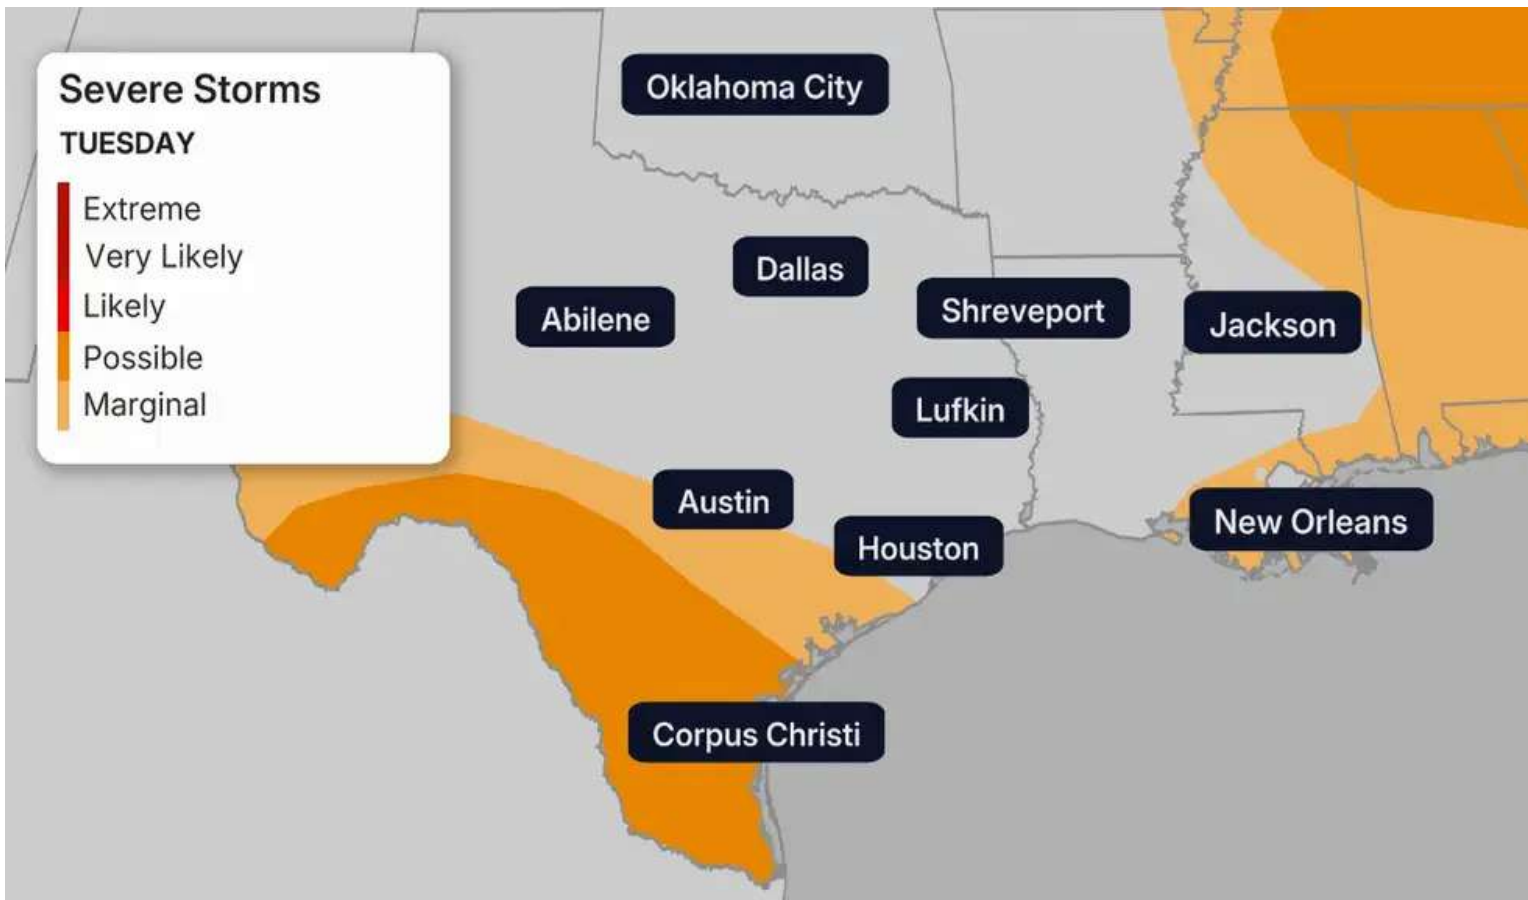 Severe Storms
TUESDAY
Extreme
Very Likely
Likely
Possible
Marginal
Oklahoma City
Dallas
Abilene
Shreveport
Jackson
Lufkin
Austin
Houston
New Orleans
Corpus Christi